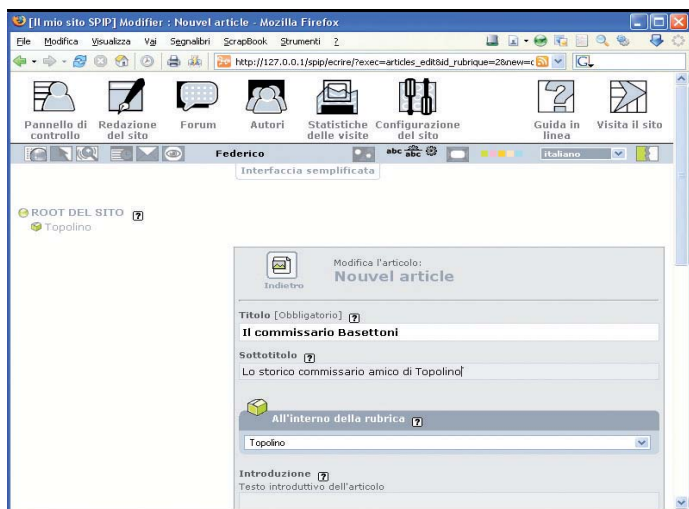 [Il mio sito SPIP] Modifier : Nouvel article - Mozilla Firefox
File Modifica Visualizza Vai Segnalibri ScrapBook Strumenti ?
http://127.0.0.1/spip/ecrire/?exec=articles_edit&id_rubrique=2&new=
G
Pannello di controllo
Redazione del sito
Forum
Autori
Statistiche delle visite
Configurazione del sito
Guida in linea
Visita il sito
Federico
abc abc abc
italiano
Interfaccia semplificata
ROOT DEL SITO ?
Topolino
Indietro
Modifica l'articolo:
Nouvel article
Titolo [Obbligatorio] ?
Il commissario Basettoni
Sottotitolo ?
Lo storico commissario amico di Topolino
All'interno della rubrica ?
Topolino
Introduzione ?
Testo introduttivo dell'articolo